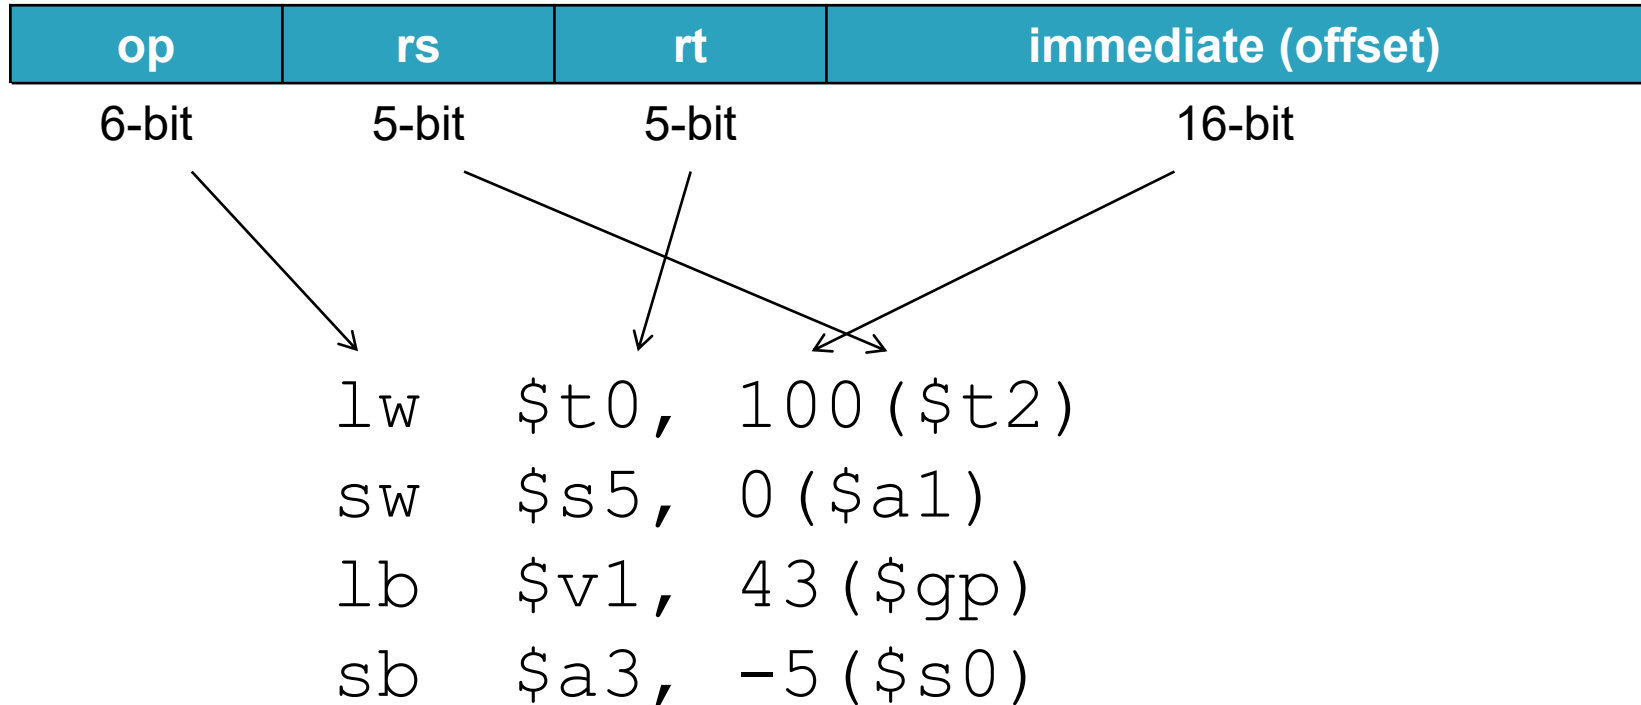 op rs rt immediate (offset)
6-bit 5-bit 5-bit 16-bit
lw $t0, 100($t2)
sw $s5, 0($a1)
lb $v1, 43($gp)
sb $a3, -5($s0)